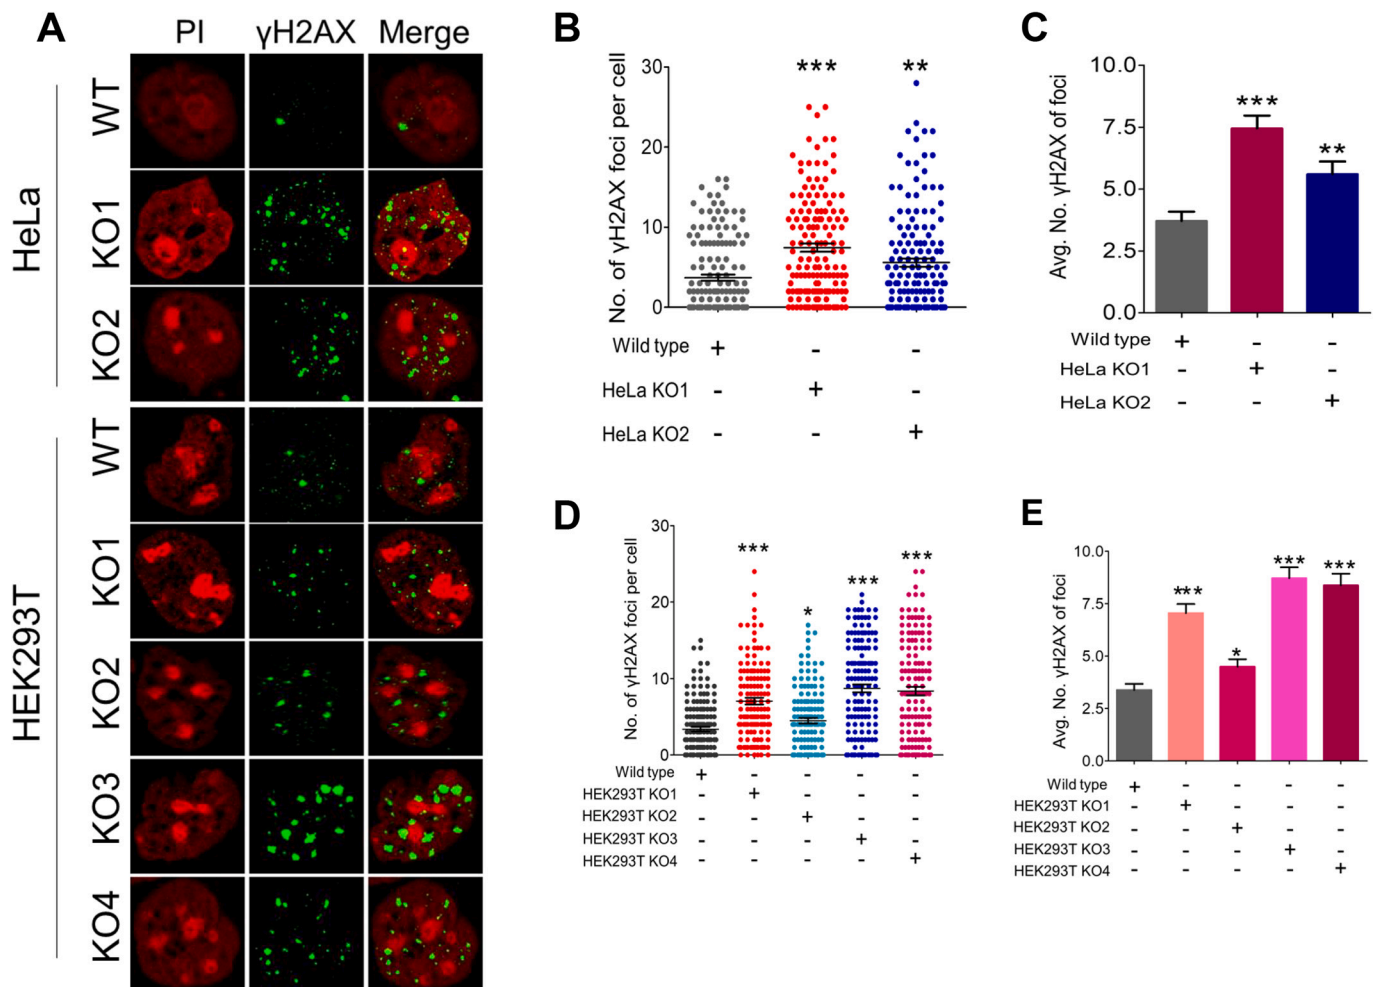 A
PI γH2AX Merge
HeLa
WT
KO1
KO2
HEK293T
WT
KO1
KO2
KO3
KO4
B
No. of γH2AX foci per cell
30
20
10
0
*** **
Wild type + - -
HeLa KO1 - + -
HeLa KO2 - - +
C
Avg. No. γH2AX of foci
10.0
7.5
5.0
2.5
0.0
***
**
Wild type + - -
HeLa KO1 - + -
HeLa KO2 - - +
D
No. of γH2AX foci per cell
30
20
10
0
*** * *** ***
Wild type + - - - -
HEK293T KO1 - + - - -
HEK293T KO2 - - + - -
HEK293T KO3 - - - + -
HEK293T KO4 - - - - +
E
Avg. No. γH2AX of foci
10.0
7.5
5.0
2.5
0.0
*** * *** ***
Wild type + - - - -
HEK293T KO1 - + - - -
HEK293T KO2 - - + - -
HEK293T KO3 - - - + -
HEK293T KO4 - - - - +